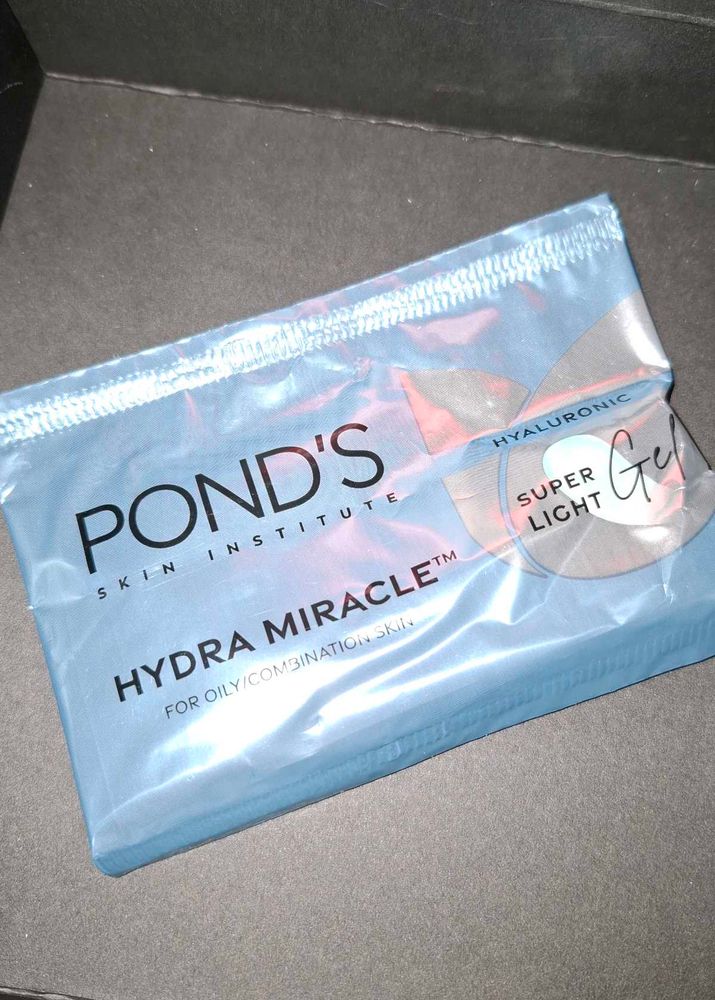 POND'S
SKIN INSTITUTE
HYDRA MIRACLE™
FOR OILY/COMBINATION SKIN
HYALURONIC
SUPER
LIGHT Gel